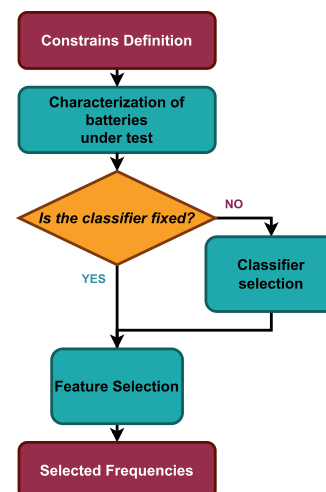 Constrains Definition
Characterization of
batteries
under test
Is the classifier fixed?
NO
YES
Classifier
selection
Feature Selection
Selected Frequencies